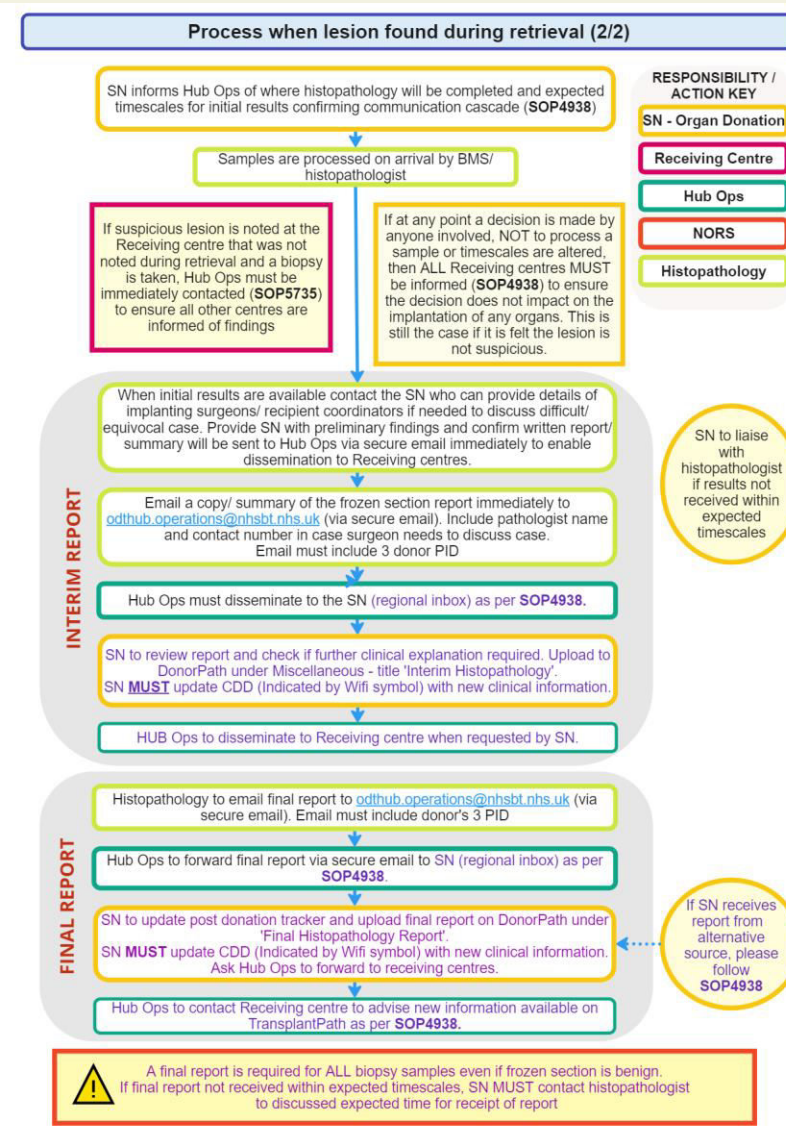 Process when lesion found during retrieval (2/2)
SN informs Hub Ops of where histopathology will be completed and expected
timescales for initial results confirming communication cascade (SOP4938)
Samples are processed on arrival by BMS/
histopathologist
RESPONSIBILITY /
ACTION KEY
SN - Organ Donation
Receiving Centre
Hub Ops
NORS
Histopathology
If suspicious lesion is noted at the
Receiving centre that was not
noted during retrieval and a biopsy
is taken, Hub Ops must be
immediately contacted (SOP5735)
to ensure all other centres are
informed of findings
If at any point a decision is made by
anyone involved, NOT to process a
sample or timescales are altered,
then ALL Receiving centres MUST
be informed (SOP4938) to ensure
the decision does not impact on the
implantation of any organs. This is
still the case if it is felt the lesion is
not suspicious.
INTERIM REPORT
When initial results are available contact the SN who can provide details of
implanting surgeons/ recipient coordinators if needed to discuss difficult/
equivocal case. Provide SN with preliminary findings and confirm written report/
summary will be sent to Hub Ops via secure email immediately to enable
dissemination to Receiving centres.
SN to liaise
with
histopathologist
if results not
received within
expected
timescales
Email a copy/ summary of the frozen section report immediately to
odthub.operations@nhsbt.nhs.uk (via secure email). Include pathologist name
and contact number in case surgeon needs to discuss case.
Email must include 3 donor PID
Hub Ops must disseminate to the SN (regional inbox) as per SOP4938.
SN to review report and check if further clinical explanation required. Upload to
DonorPath under Miscellaneous - title 'Interim Histopathology'.
SN MUST update CDD (Indicated by Wifi symbol) with new clinical information.
HUB Ops to disseminate to Receiving centre when requested by SN.
FINAL REPORT
Histopathology to email final report to odthub.operations@nhsbt.nhs.uk (via
secure email). Email must include donor's 3 PID
Hub Ops to forward final report via secure email to SN (regional inbox) as per
SOP4938.
SN to update post donation tracker and upload final report on DonorPath under
'Final Histopathology Report'.
SN MUST update CDD (Indicated by Wifi symbol) with new clinical information.
Ask Hub Ops to forward to receiving centres.
If SN receives
report from
alternative
source, please
follow
SOP4938
Hub Ops to contact Receiving centre to advise new information available on
TransplantPath as per SOP4938.
A final report is required for ALL biopsy samples even if frozen section is benign.
If final report not received within expected timescales, SN MUST contact histopathologist
to discussed expected time for receipt of report